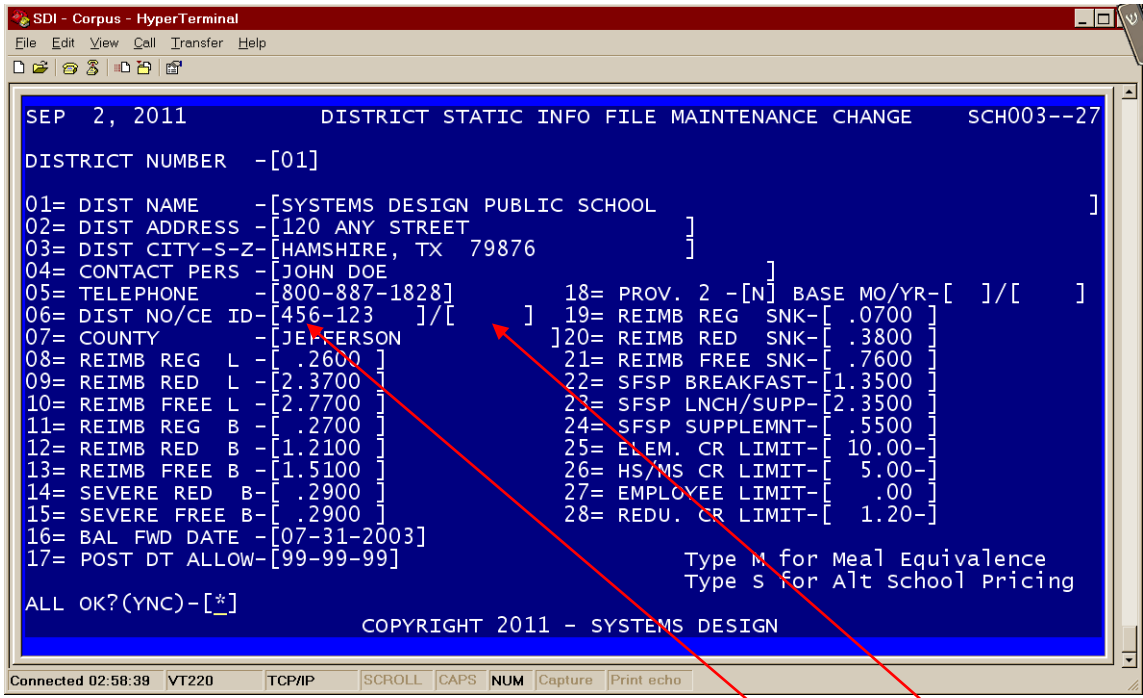 SDI - Corpus - HyperTerminal
File Edit View Call Transfer Help
SEP 2, 2011 DISTRICT STATIC INFO FILE MAINTENANCE CHANGE SCH003--27
DISTRICT NUMBER -[01]
01= DIST NAME -[SYSTEMS DESIGN PUBLIC SCHOOL ]
02= DIST ADDRESS -[120 ANY STREET ]
03= DIST CITY-S-Z-[HAMSHIRE, TX 79876 ]
04= CONTACT PERS -[JOHN DOE ]
05= TELEPHONE -[800-887-1828] 18= PROV. 2 -[N] BASE MO/YR-[ ]/[ ]
06= DIST NO/CE ID-[456-123 ]/[ ] 19= REIMB REG SNK-[ .0700 ]
07= COUNTY -[JEFFERSON ]20= REIMB RED SNK-[ .3800 ]
08= REIMB REG L -[ .2600 ] 21= REIMB FREE SNK-[ .7600 ]
09= REIMB RED L -[2.3700 ] 22= SFSP BREAKFAST-[1.3500 ]
10= REIMB FREE L -[2.7700 ] 23= SFSP LNCH/SUPP-[2.3500 ]
11= REIMB REG B -[ .2700 ] 24= SFSP SUPPLEMNT-[ .5500 ]
12= REIMB RED B -[1.2100 ] 25= ELEM. CR LIMIT-[ 10.00-]
13= REIMB FREE B -[1.5100 ] 26= HS/MS CR LIMIT-[ 5.00-]
14= SEVERE RED B-[ .2900 ] 27= EMPLOYEE LIMIT-[ .00 ]
15= SEVERE FREE B-[ .2900 ] 28= REDU. CR LIMIT-[ 1.20-]
16= BAL FWD DATE -[07-31-2003]
17= POST DT ALLOW-[99-99-99] Type M for Meal Equivalence
Type S for Alt School Pricing
ALL OK?(YNC)-[*]
COPYRIGHT 2011 - SYSTEMS DESIGN
Connected 02:58:39 VT220 TCP/IP SCROLL CAPS NUM Capture Print echo